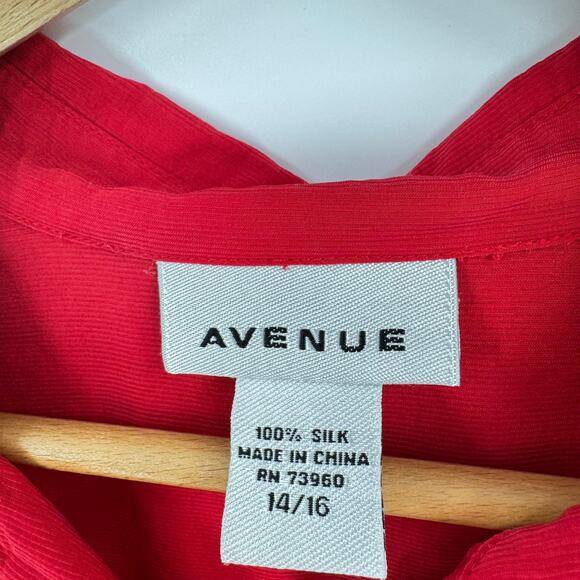 AVENUE
100% SILK
MADE IN CHINA
RN 73960
14/16